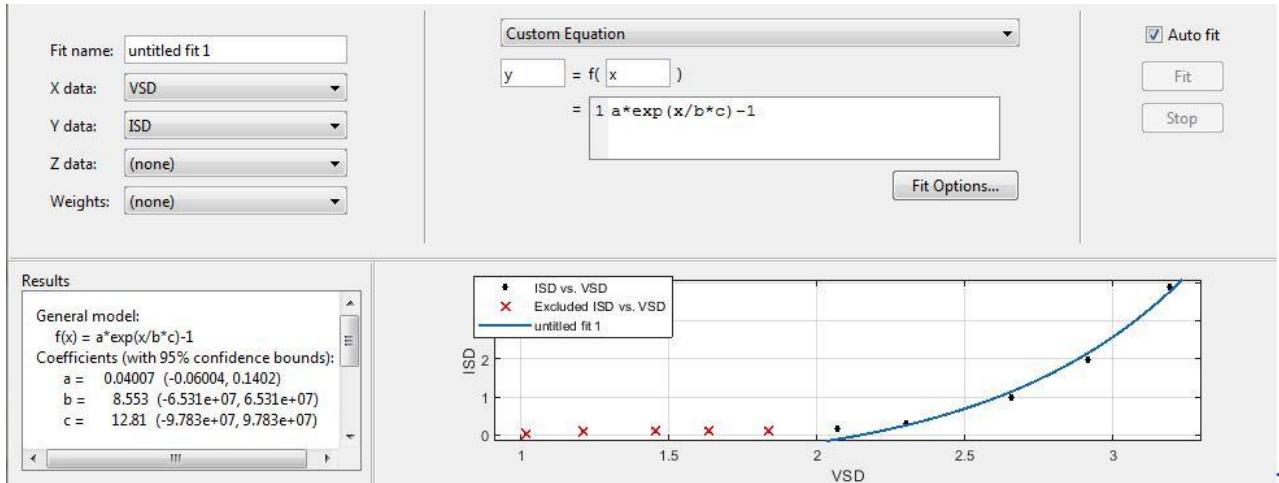 Fit name: untitled fit 1
X data: VSD
Y data: ISD
Z data: (none)
Weights: (none)
Custom Equation
y = f( x )
= 1 a*exp(x/b*c)-1
Fit Options...
Auto fit
Fit
Stop
Results
General model:
f(x) = a*exp(x/b*c)-1
Coefficients (with 95% confidence bounds):
a = 0.04007 (-0.06004, 0.1402)
b = 8.553 (-6.531e+07, 6.531e+07)
c = 12.81 (-9.783e+07, 9.783e+07)
ISD vs. VSD
Excluded ISD vs. VSD
untitled fit 1
ISD
2
1
0
1 1.5 2 2.5 3
VSD